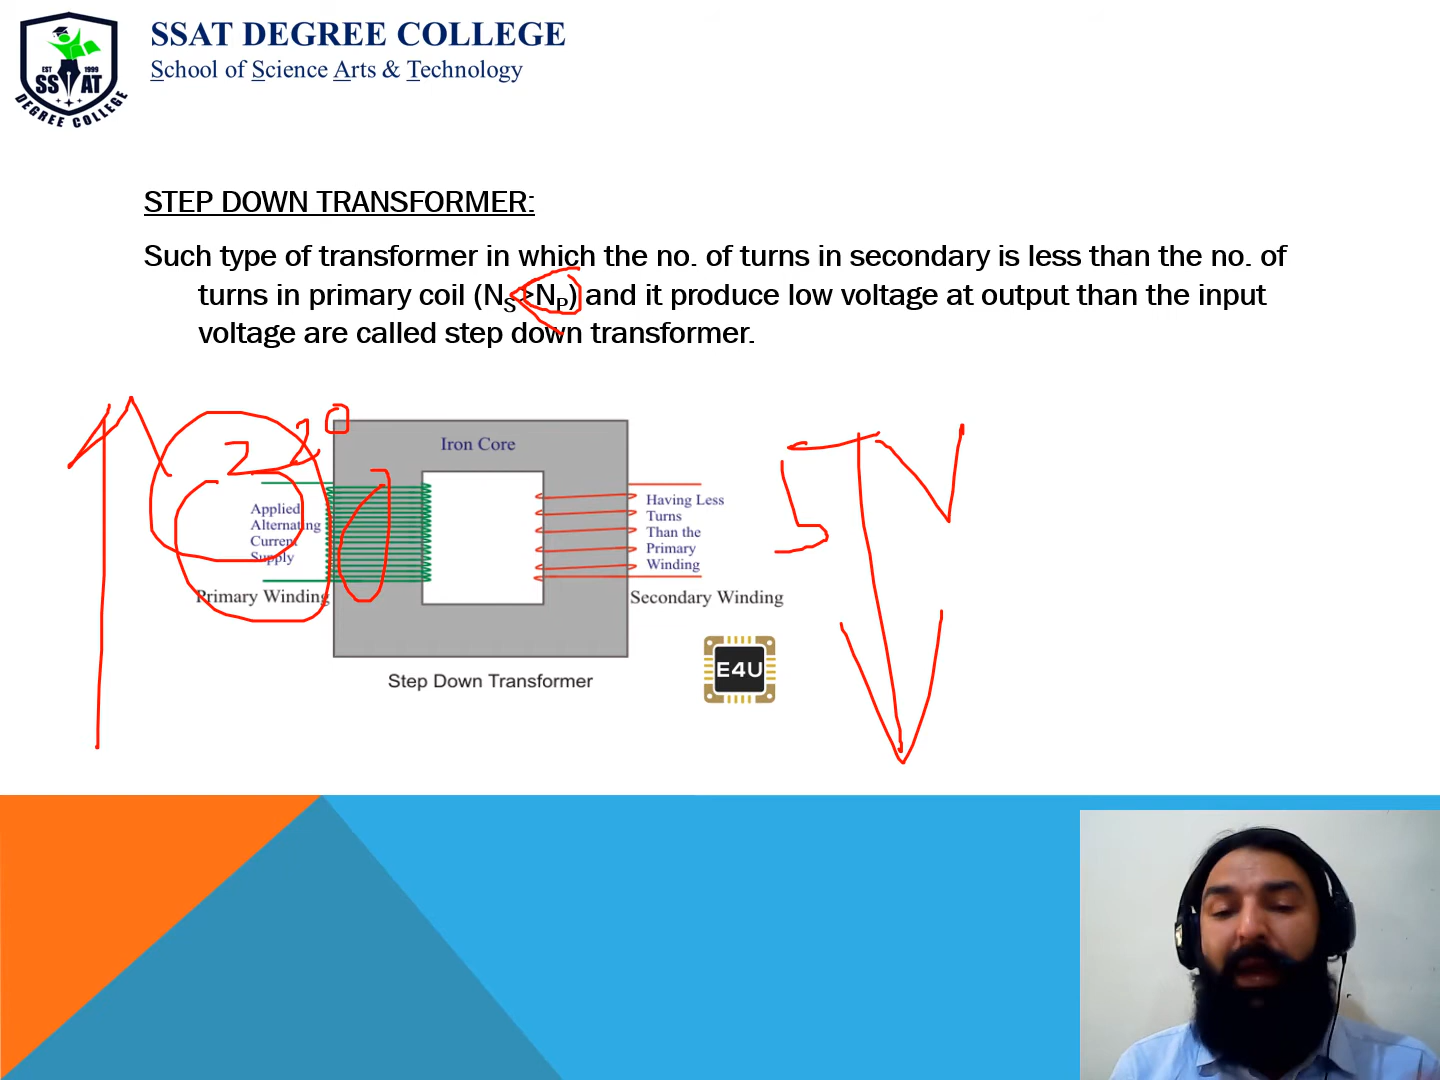 SSAT DEGREE COLLEGE
School of Science Arts & Technology
EST 1999
SS AT
DEGREE COLLEGE
STEP DOWN TRANSFORMER:
Such type of transformer in which the no. of turns in secondary is less than the no. of
turns in primary coil (NS>NP) and it produce low voltage at output than the input
voltage are called step down transformer.
220
Iron Core
5V
Applied
Alternating
Current
Supply
Primary Winding
Having Less
Turns
Than the
Primary
Winding
Secondary Winding
E4U
Step Down Transformer